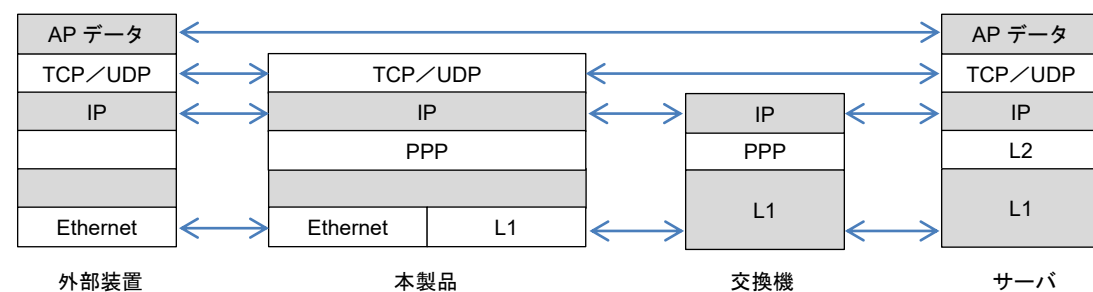 AP データ AP データ
TCP／UDP TCP／UDP TCP／UDP
IP IP IP IP
PPP PPP L2
L1 L1
Ethernet Ethernet L1
外部装置 本製品 交換機 サーバ